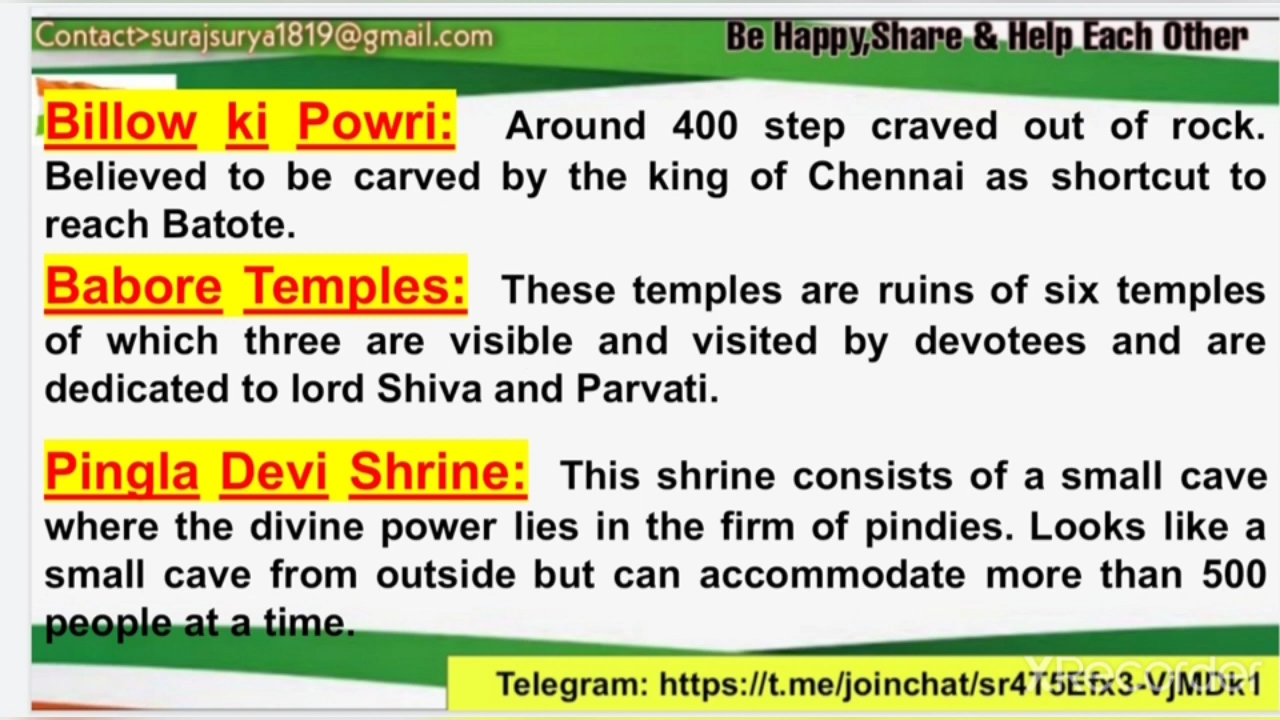 Contact>surajsurya1819@gmail.com
Be Happy,Share & Help Each Other
Billow ki Powri: Around 400 step craved out of rock.
Believed to be carved by the king of Chennai as shortcut to
reach Batote.
Babore Temples: These temples are ruins of six temples
of which three are visible and visited by devotees and are
dedicated to lord Shiva and Parvati.
Pingla Devi Shrine: This shrine consists of a small cave
where the divine power lies in the firm of pindies. Looks like a
small cave from outside but can accommodate more than 500
people at a time.
XRecorder
Telegram: